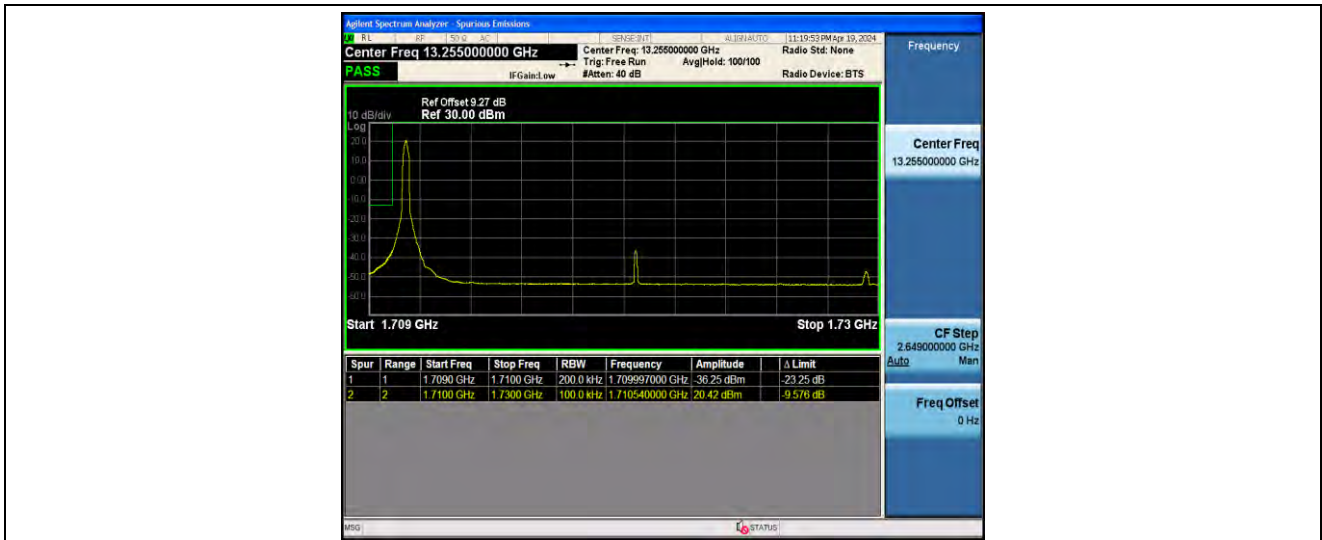 Agilent Spectrum Analyzer - Spurious Emissions
RL RF 50 Ω AC SENSE:INT ALIGNAUTO 11:19:53 PM Apr 19, 2024
Center Freq 13.255000000 GHz
Center Freq: 13.255000000 GHz
Radio Std: None
Trig: Free Run Avg|Hold: 100/100
PASS
IFGain:Low
#Atten: 40 dB
Radio Device: BTS
Ref Offset 9.27 dB
10 dB/div Ref 30.00 dBm
Log
20.0
10.0
0.00
-10.0
-20.0
-30.0
-40.0
-50.0
-60.0
Start 1.709 GHz Stop 1.73 GHz
Spur Range Start Freq Stop Freq RBW Frequency Amplitude Δ Limit
1 1 1.7090 GHz 1.7100 GHz 200.0 kHz 1.709997000 GHz -36.25 dBm -23.25 dB
2 2 1.7100 GHz 1.7300 GHz 100.0 kHz 1.710540000 GHz 20.42 dBm -9.576 dB
Frequency
Center Freq
13.255000000 GHz
CF Step
2.649000000 GHz
Auto Man
Freq Offset
0 Hz
MSG STATUS